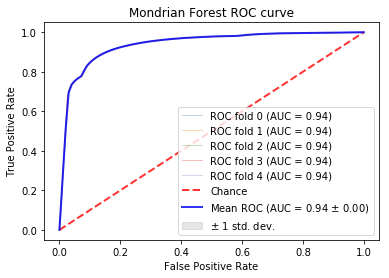 Mondrian Forest ROC curve
True Positive Rate
1.0
0.8
0.6
0.4
0.2
0.0
ROC fold 0 (AUC = 0.94)
ROC fold 1 (AUC = 0.94)
ROC fold 2 (AUC = 0.94)
ROC fold 3 (AUC = 0.94)
ROC fold 4 (AUC = 0.94)
Chance
Mean ROC (AUC = 0.94 ± 0.00)
± 1 std. dev.
0.0 0.2 0.4 0.6 0.8 1.0
False Positive Rate